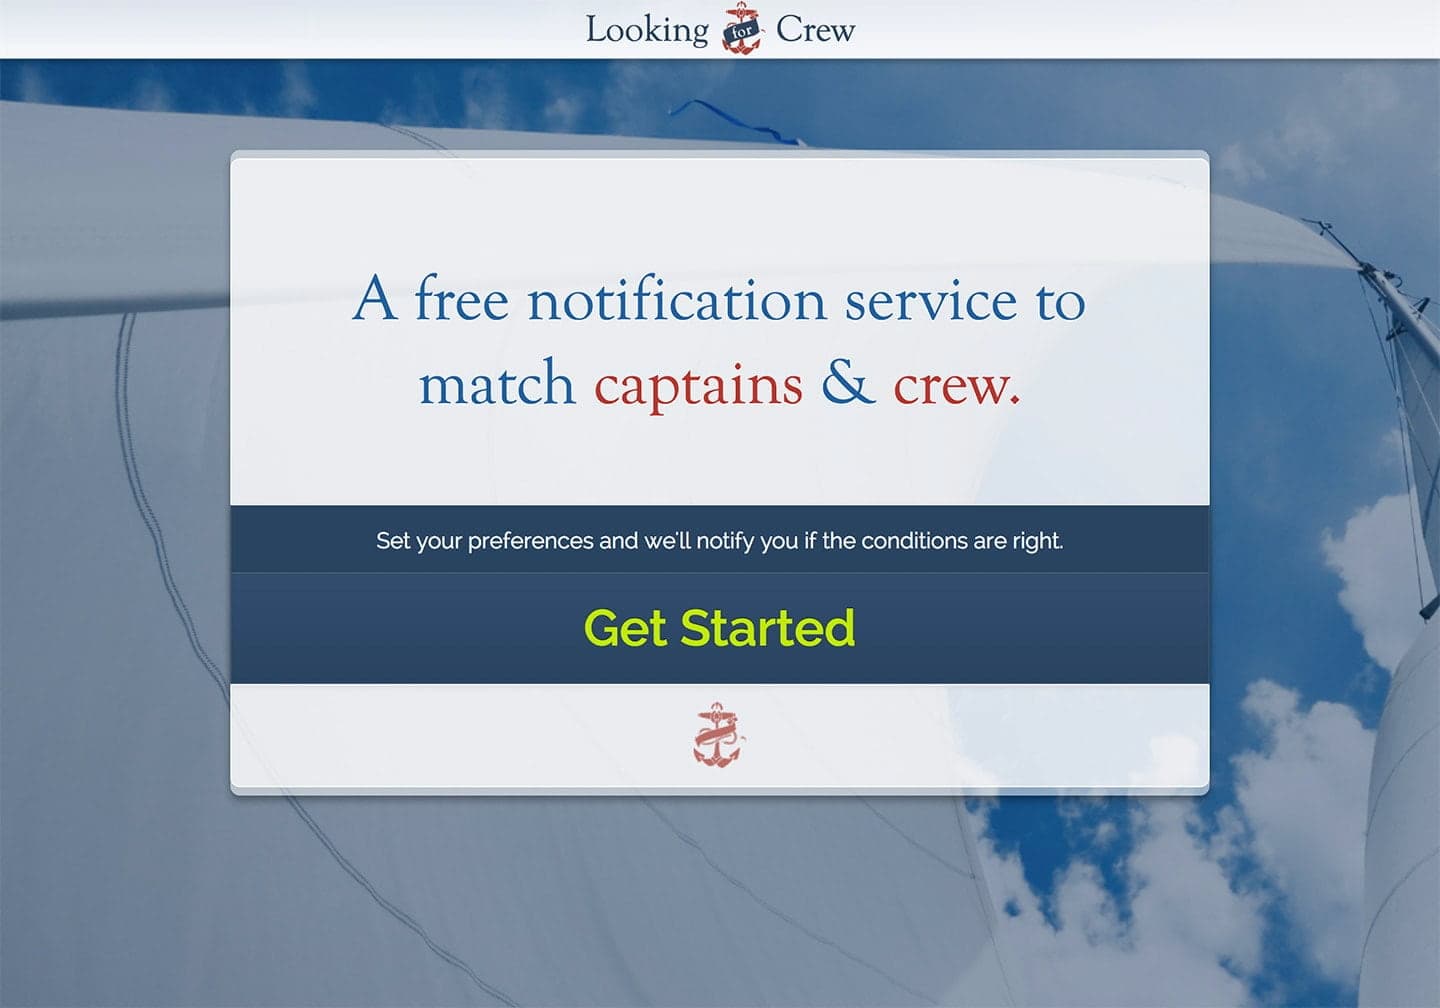 Looking for Crew
A free notification service to
match captains & crew.
Set your preferences and we'll notify you if the conditions are right.
Get Started